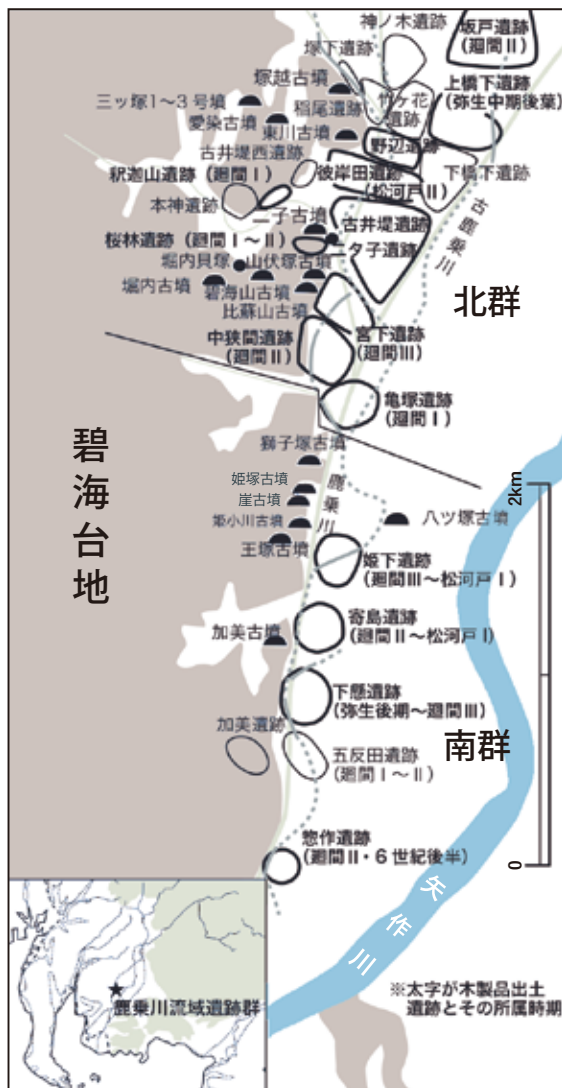 神ノ木遺跡
坂戸遺跡
(廻間Ⅱ)
塚下遺跡
塚越古墳
竹ヶ花
遺跡
上橋下遺跡
(弥生中期後葉)
三ッ塚1〜3号墳
稲尾遺跡
愛染古墳
東川古墳
野辺遺跡
古井堤西遺跡
彼岸田遺跡
(松河戸Ⅱ)
下橋下遺跡
釈迦山遺跡(廻間Ⅰ)
本神遺跡
二子古墳
古井堤遺跡
古鹿乗川
桜林遺跡(廻間Ⅰ〜Ⅱ)
タ子遺跡
堀内貝塚
山伏塚古墳
堀内古墳
碧海山古墳
比蘇山古墳
北群
中狭間遺跡
(廻間Ⅱ)
宮下遺跡
(廻間Ⅲ)
亀塚遺跡
(廻間Ⅰ)
碧海台地
獅子塚古墳
姫塚古墳
崖古墳
鹿乗川
姫小川古墳
八ツ塚古墳
王塚古墳
2km
姫下遺跡
(廻間Ⅲ〜松河戸Ⅰ)
加美古墳
寄島遺跡
(廻間Ⅱ〜松河戸Ⅰ)
下懸遺跡
(弥生後期〜廻間Ⅲ)
加美遺跡
南群
五反田遺跡
(廻間Ⅰ〜Ⅱ)
惣作遺跡
(廻間Ⅱ・6世紀後半)
0
矢作川
鹿乗川流域遺跡群
※太字が木製品出土
遺跡とその所属時期